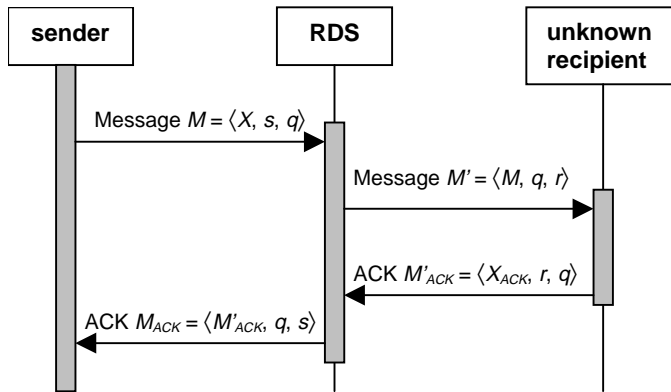 sender
RDS
unknown
recipient
Message M = ⟨X, s, q⟩
Message M’ = ⟨M, q, r⟩
ACK M’ACK = ⟨XACK, r, q⟩
ACK MACK = ⟨M’ACK, q, s⟩